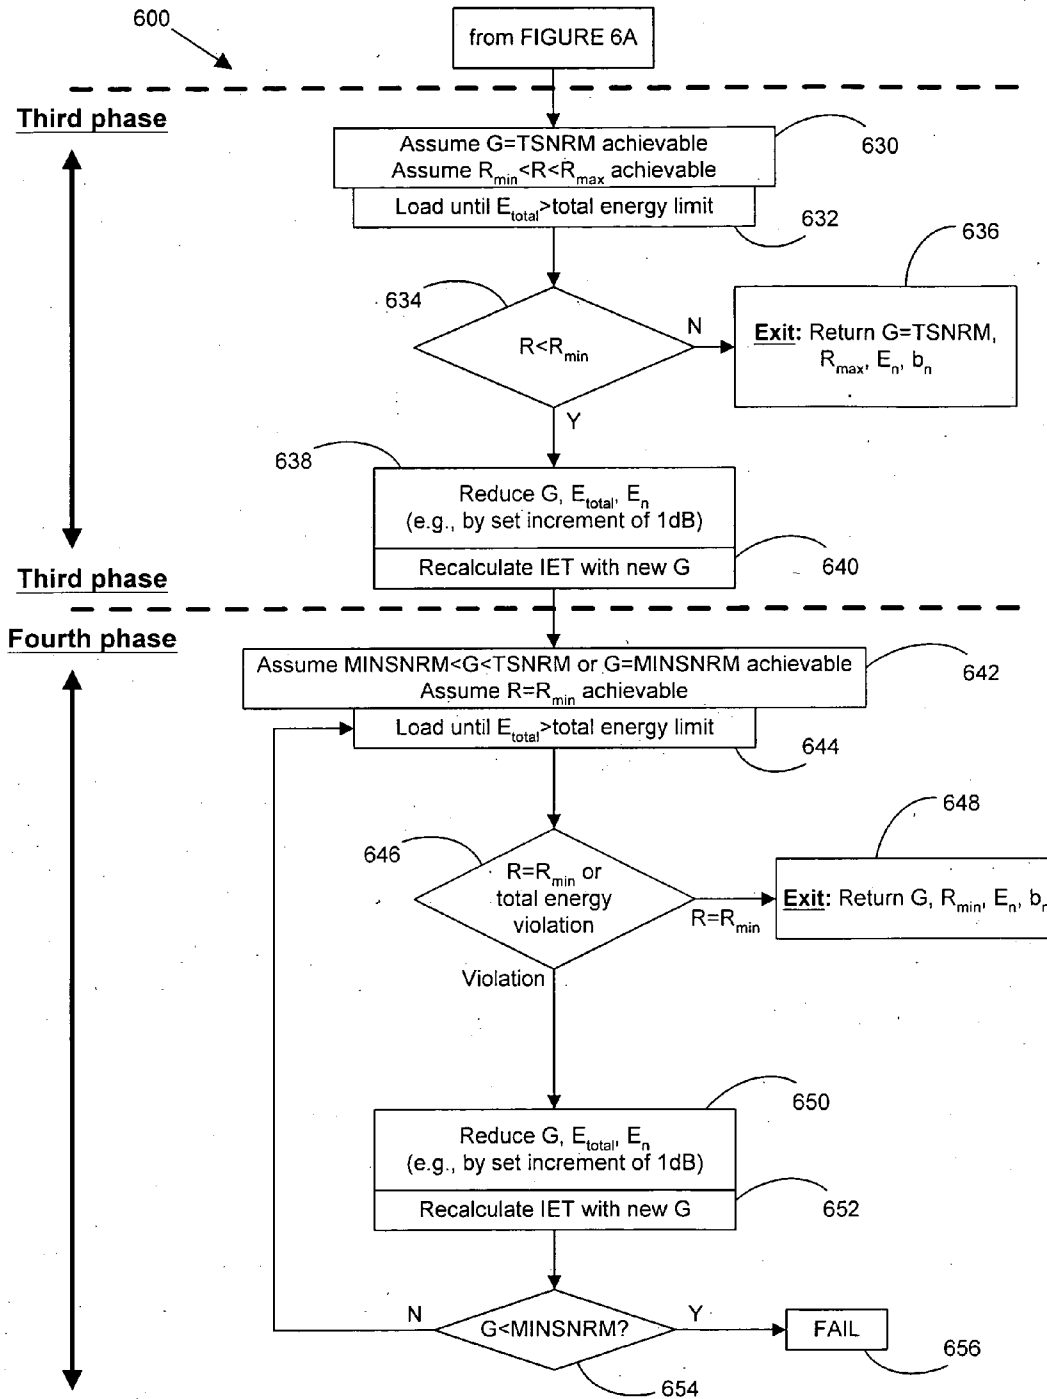 600
from FIGURE 6A
Third phase
Assume G=TSNRM achievable
Assume Rmin<R<Rmax achievable
630
Load until Etotal>total energy limit
632
636
634
R<Rmin
N
Exit: Return G=TSNRM,
Rmax, En, bn
Y
638
Reduce G, Etotal, En
(e.g., by set increment of 1dB)
Recalculate IET with new G
640
Third phase
Fourth phase
Assume MINSNRM<G<TSNRM or G=MINSNRM achievable
Assume R=Rmin achievable
642
Load until Etotal>total energy limit
644
648
646
R=Rmin or
total energy
violation
R=Rmin
Exit: Return G, Rmin, En, bn
Violation
650
Reduce G, Etotal, En
(e.g., by set increment of 1dB)
Recalculate IET with new G
652
N
G<MINSNRM?
Y
FAIL
656
654